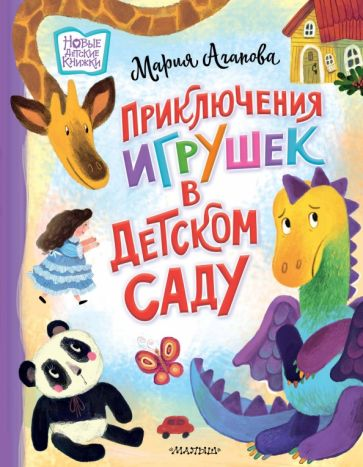 Новые
детские
книжки
Мария Агапова
Приключения
игрушек
в
детском
саду
МАЛЫШ